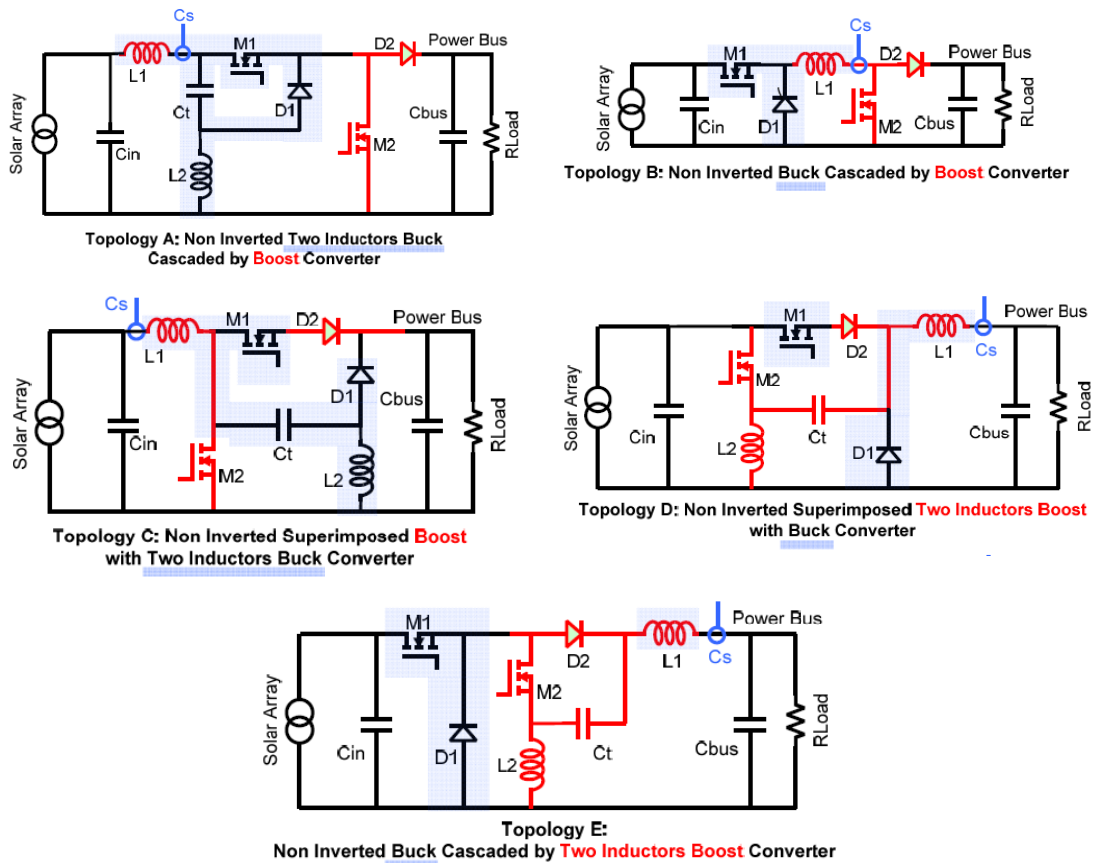 Cs
M1
D2
Power Bus
L1
Ct
D1
Solar Array
Cin
L2
M2
Cbus
RLoad
Topology A: Non Inverted Two Inductors Buck
Cascaded by Boost Converter
Cs
M1
D2
Power Bus
L1
Solar Array
Cin
D1
M2
Cbus
RLoad
Topology B: Non Inverted Buck Cascaded by Boost Converter
Cs
M1
D2
Power Bus
L1
D1
Solar Array
Cin
Ct
Cbus
M2
L2
RLoad
Topology C: Non Inverted Superimposed Boost
with Two Inductors Buck Converter
M1
Power Bus
D2
L1
Cs
M2
Solar Array
Cin
Ct
L2
D1
Cbus
RLoad
Topology D: Non Inverted Superimposed Two Inductors Boost
with Buck Converter
M1
Power Bus
D2
L1
Cs
M2
Solar Array
Cin
D1
L2
Ct
Cbus
RLoad
Topology E:
Non Inverted Buck Cascaded by Two Inductors Boost Converter